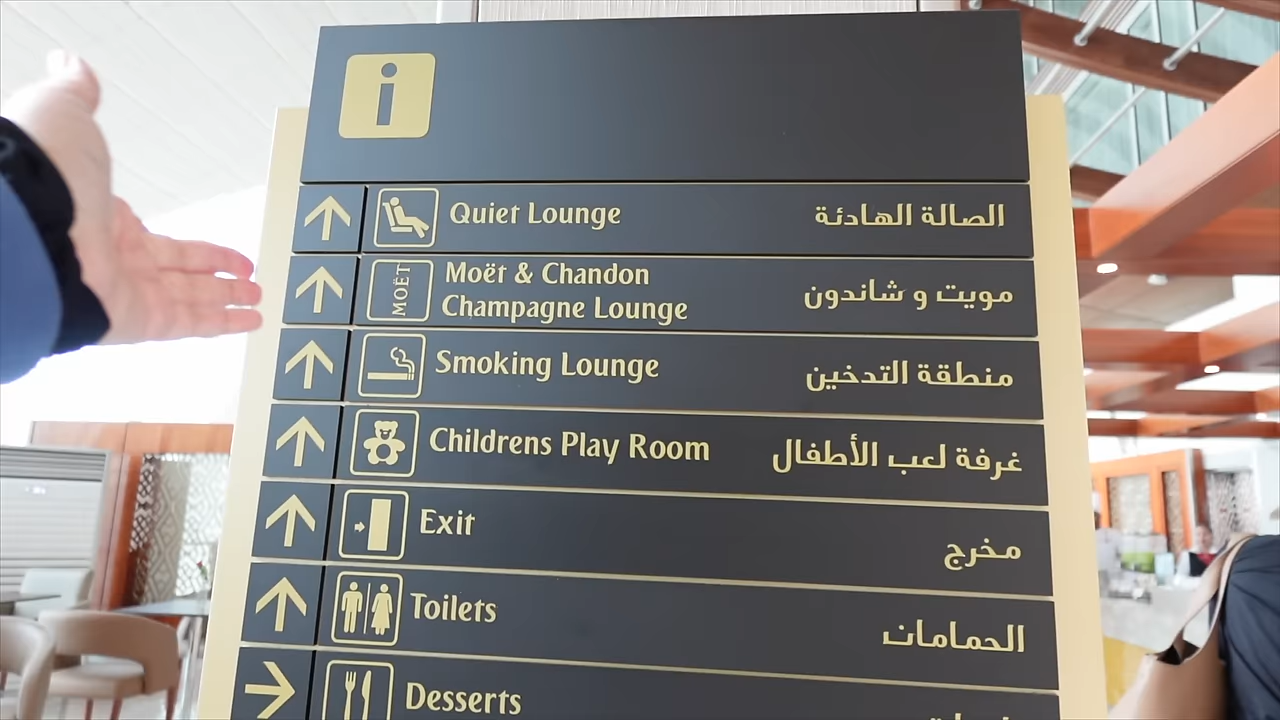 i
Quiet Lounge الصالة الهادئة
MOËT
Moët & Chandon
Champagne Lounge مويت و شاندون
Smoking Lounge منطقة التدخين
Childrens Play Room غرفة لعب الأطفال
Exit مخرج
Toilets الحمامات
Desserts